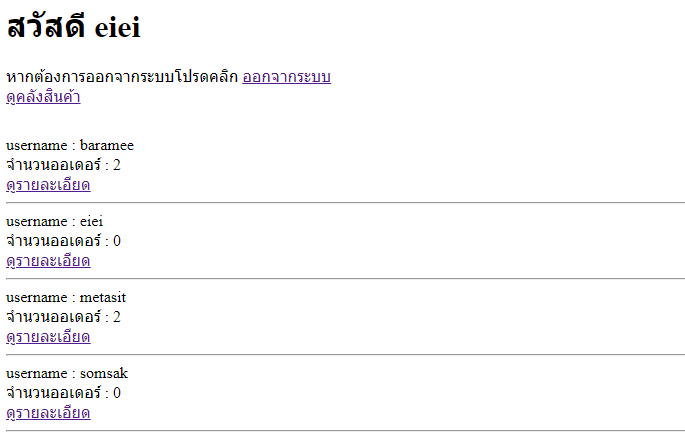 สวัสดี eiei
หากต้องการออกจากระบบโปรดคลิก ออกจากระบบ
ดูคลังสินค้า
username : baramee
จำนวนออเดอร์ : 2
ดูรายละเอียด
username : eiei
จำนวนออเดอร์ : 0
ดูรายละเอียด
username : metasit
จำนวนออเดอร์ : 2
ดูรายละเอียด
username : somsak
จำนวนออเดอร์ : 0
ดูรายละเอียด